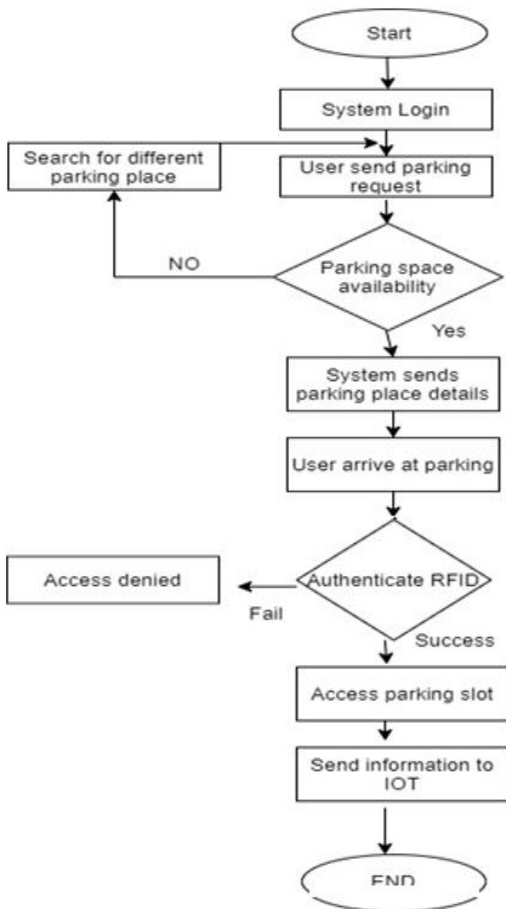 Start
System Login
Search for different
parking place
User send parking
request
NO
Parking space
availability
Yes
System sends
parking place details
User arrive at parking
Authenticate RFID
Access denied
Fail
Success
Access parking slot
Send information to
IOT
END